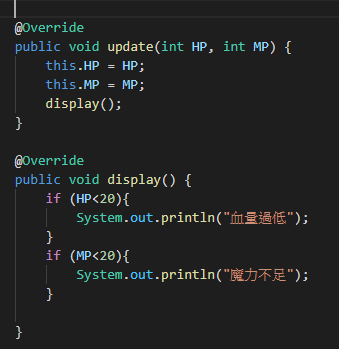 @Override
public void update(int HP, int MP) {
    this.HP = HP;
    this.MP = MP;
    display();
}
@Override
public void display() {
    if (HP<20){
        System.out.println("血量過低");
    }
    if (MP<20){
        System.out.println("魔力不足");
    }
}